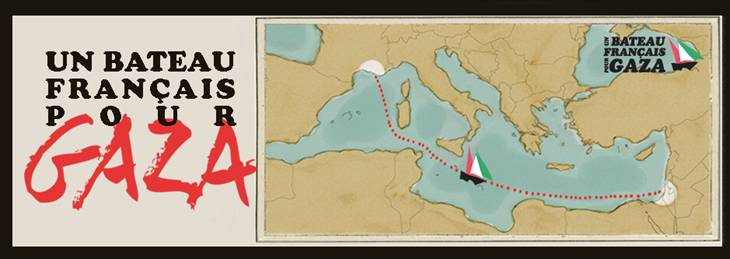 UN BATEAU
FRANÇAIS
POUR
GAZA
UN BATEAU
FRANÇAIS
POUR GAZA